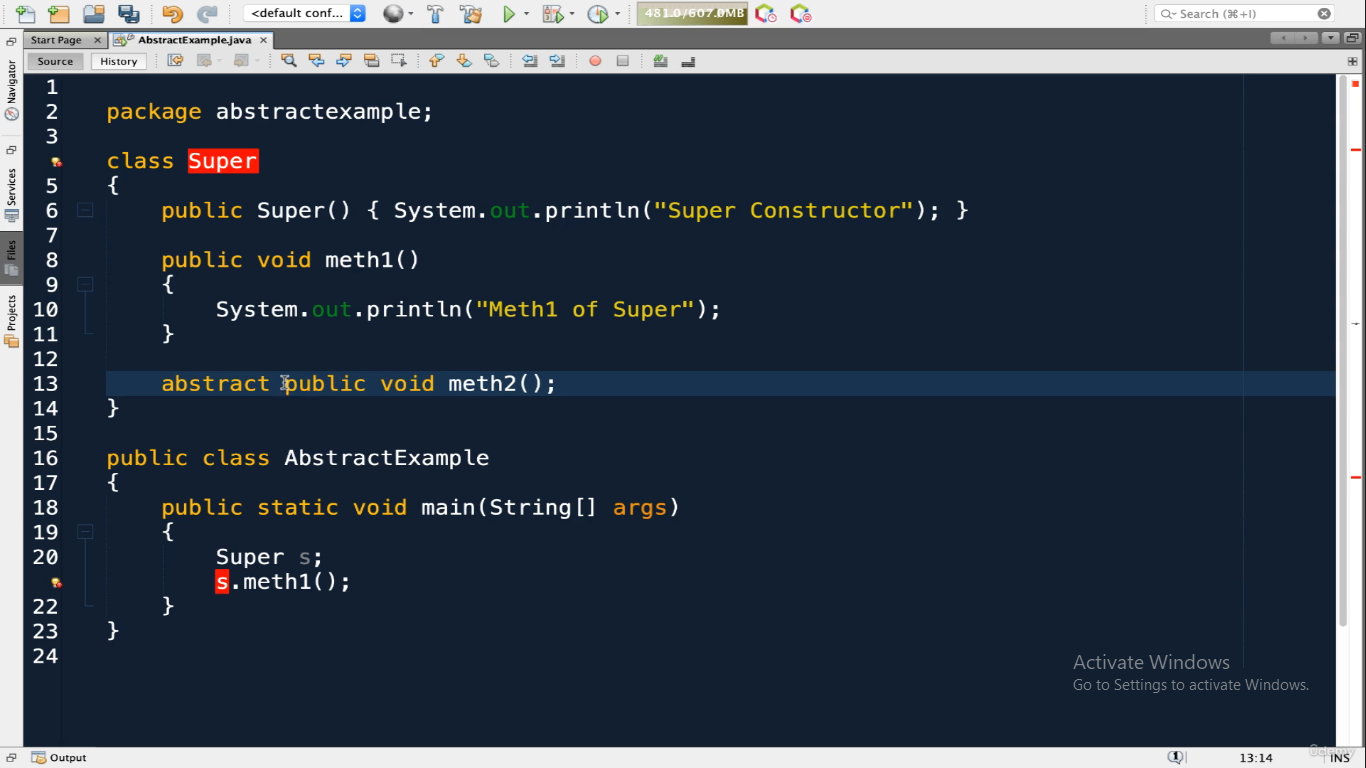 <default conf...
481.0/607.0MB
Search (⌘+I)
Start Page
AbstractExample.java
Source
History
Navigator
Services
Files
Projects
1
2 package abstractexample;
3
class Super
5 {
6 public Super() { System.out.println("Super Constructor"); }
7
8 public void meth1()
9 {
10 System.out.println("Meth1 of Super");
11 }
12
13 abstract public void meth2();
14 }
15
16 public class AbstractExample
17 {
18 public static void main(String[] args)
19 {
20 Super s;
s.meth1();
22 }
23 }
24
Activate Windows
Go to Settings to activate Windows.
Output
1
13:14
INS
Udemy